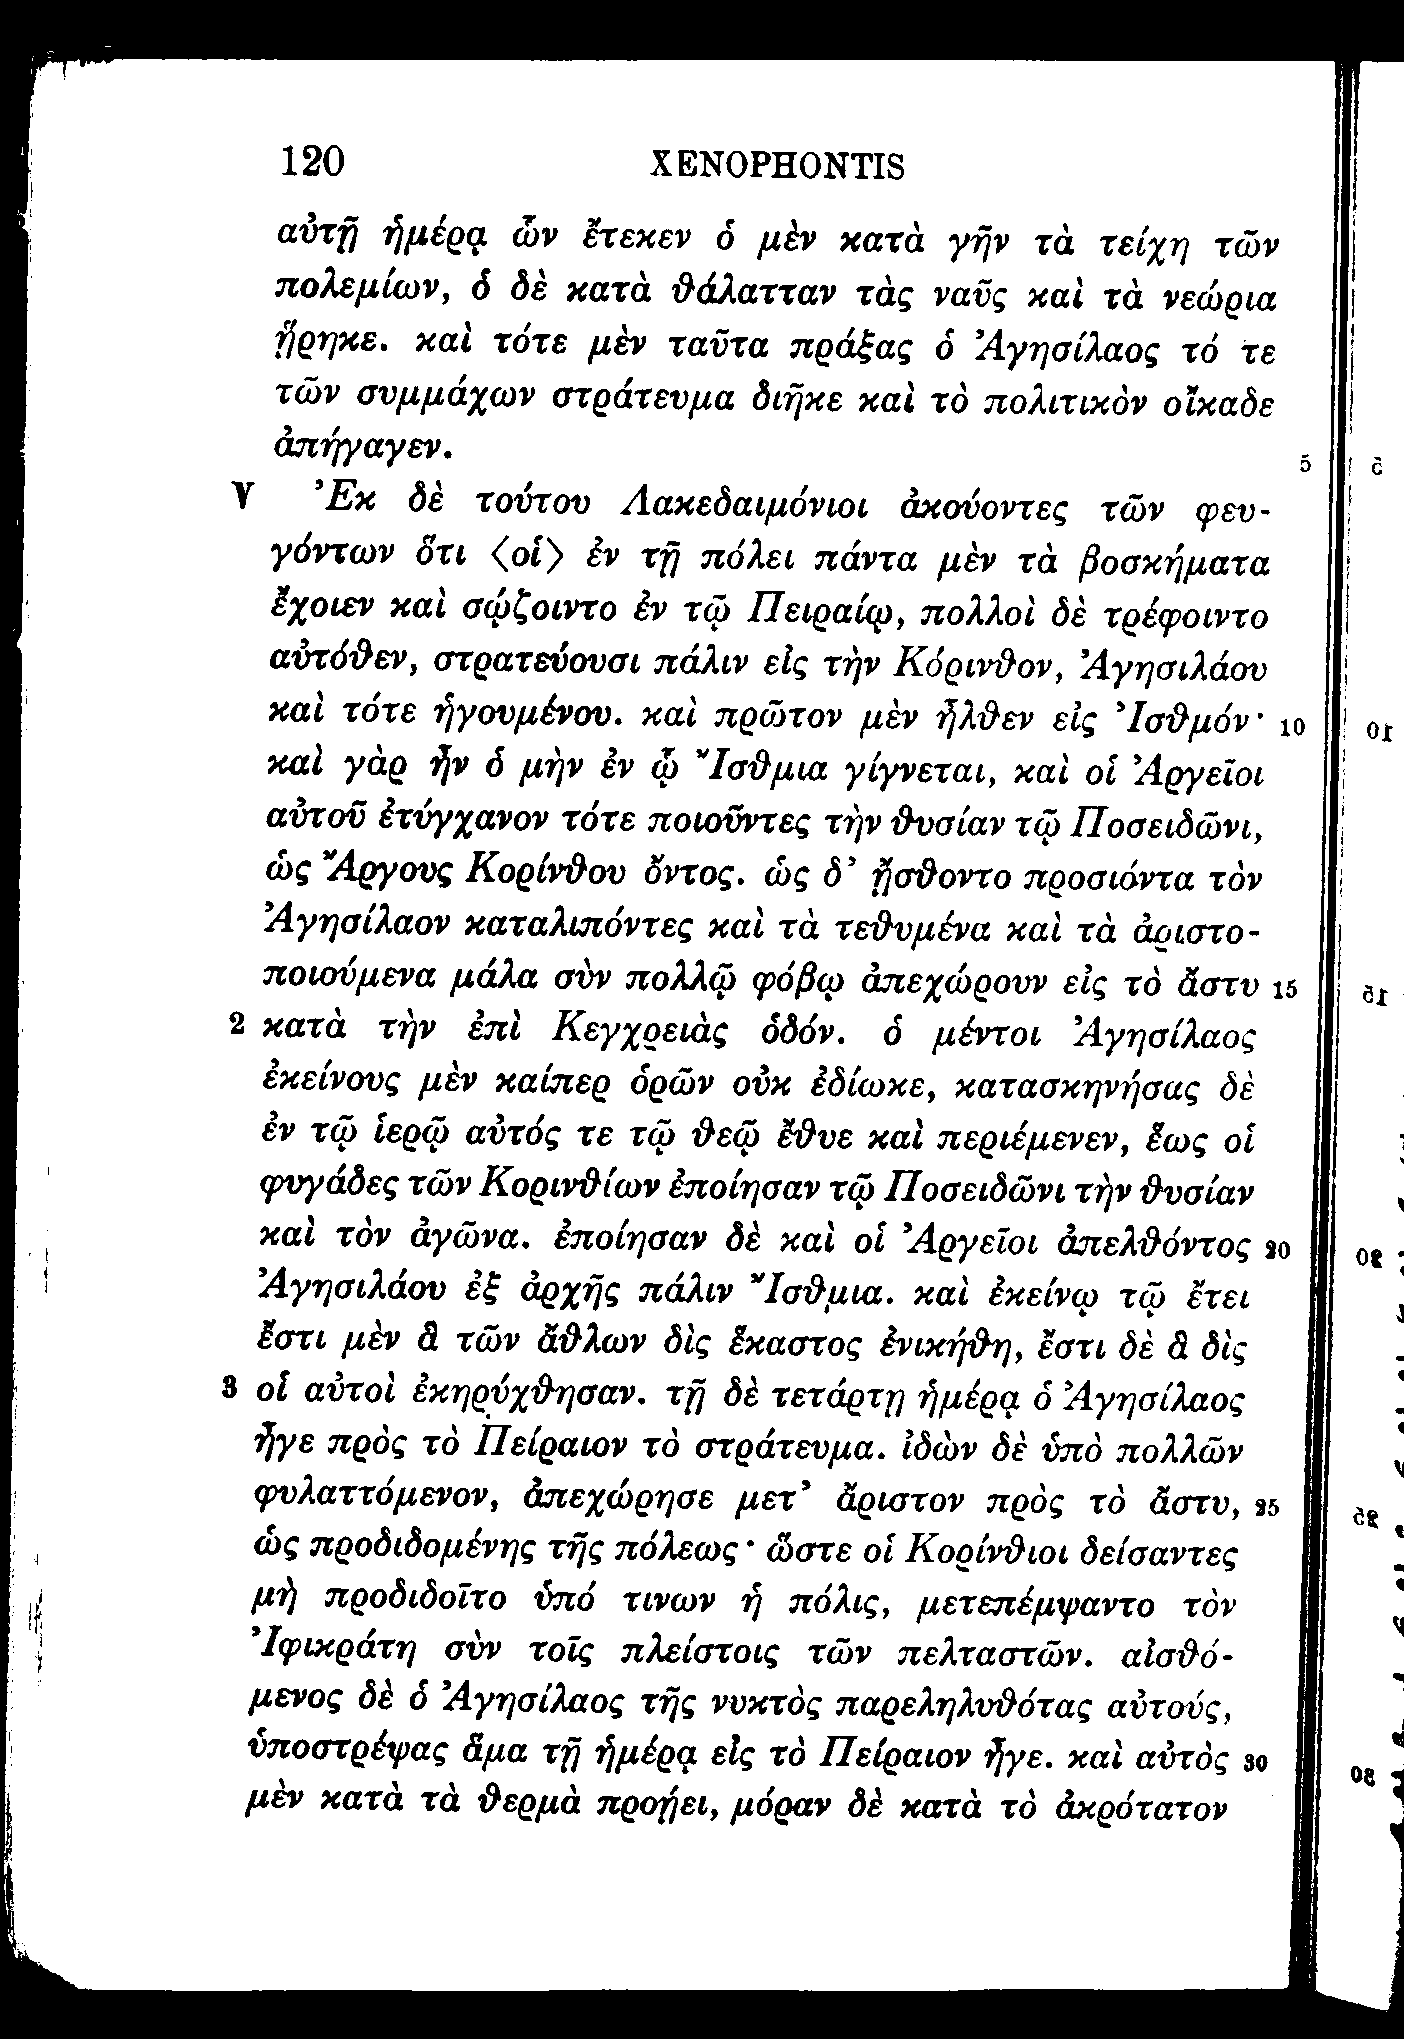 120 XENOPHONTIS
αὐτῇ ἡμέρᾳ ὧν ἔτεκεν ὁ μὲν κατὰ γῆν τὰ τείχη τῶν
πολεμίων, ὁ δὲ κατὰ θάλατταν τὰς ναῦς καὶ τὰ νεώρια
ᾕρηκε. καὶ τότε μὲν ταῦτα πράξας ὁ Ἀγησίλαος τό τε
τῶν συμμάχων στράτευμα διῆκε καὶ τὸ πολιτικὸν οἴκαδε
ἀπήγαγεν. 5
V Ἐκ δὲ τούτου Λακεδαιμόνιοι ἀκούοντες τῶν φευ-
γόντων ὅτι ⟨οἱ⟩ ἐν τῇ πόλει πάντα μὲν τὰ βοσκήματα
ἔχοιεν καὶ σῴζοιντο ἐν τῷ Πειραίῳ, πολλοὶ δὲ τρέφοιντο
αὐτόθεν, στρατεύουσι πάλιν εἰς τὴν Κόρινθον, Ἀγησιλάου
καὶ τότε ἡγουμένου. καὶ πρῶτον μὲν ἦλθεν εἰς Ἰσθμόν· 10
καὶ γὰρ ἦν ὁ μὴν ἐν ᾧ Ἴσθμια γίγνεται, καὶ οἱ Ἀργεῖοι
αὐτοῦ ἐτύγχανον τότε ποιοῦντες τὴν θυσίαν τῷ Ποσειδῶνι,
ὡς Ἄργους Κορίνθου ὄντος. ὡς δ᾽ ᾔσθοντο προσιόντα τὸν
Ἀγησίλαον καταλιπόντες καὶ τὰ τεθυμένα καὶ τὰ ἀριστο-
ποιούμενα μάλα σὺν πολλῷ φόβῳ ἀπεχώρουν εἰς τὸ ἄστυ 15
2 κατὰ τὴν ἐπὶ Κεγχρειὰς ὁδόν. ὁ μέντοι Ἀγησίλαος
ἐκείνους μὲν καίπερ ὁρῶν οὐκ ἐδίωκε, κατασκηνήσας δὲ
ἐν τῷ ἱερῷ αὐτός τε τῷ θεῷ ἔθυε καὶ περιέμενεν, ἕως οἱ
φυγάδες τῶν Κορινθίων ἐποίησαν τῷ Ποσειδῶνι τὴν θυσίαν
καὶ τὸν ἀγῶνα. ἐποίησαν δὲ καὶ οἱ Ἀργεῖοι ἀπελθόντος 20
Ἀγησιλάου ἐξ ἀρχῆς πάλιν Ἴσθμια. καὶ ἐκείνῳ τῷ ἔτει
ἔστι μὲν ἃ τῶν ἄθλων δὶς ἕκαστος ἐνικήθη, ἔστι δὲ ἃ δὶς
3 οἱ αὐτοὶ ἐκηρύχθησαν. τῇ δὲ τετάρτῃ ἡμέρᾳ ὁ Ἀγησίλαος
ἦγε πρὸς τὸ Πείραιον τὸ στράτευμα. ἰδὼν δὲ ὑπὸ πολλῶν
φυλαττόμενον, ἀπεχώρησε μετ᾽ ἄριστον πρὸς τὸ ἄστυ, 25
ὡς προδιδομένης τῆς πόλεως· ὥστε οἱ Κορίνθιοι δείσαντες
μὴ προδιδοῖτο ὑπό τινων ἡ πόλις, μετεπέμψαντο τὸν
Ἰφικράτη σὺν τοῖς πλείστοις τῶν πελταστῶν. αἰσθό-
μενος δὲ ὁ Ἀγησίλαος τῆς νυκτὸς παρεληλυθότας αὐτούς,
ὑποστρέψας ἅμα τῇ ἡμέρᾳ εἰς τὸ Πείραιον ἦγε. καὶ αὐτὸς 30
μὲν κατὰ τὰ θερμὰ προῄει, μόραν δὲ κατὰ τὸ ἀκρότατον